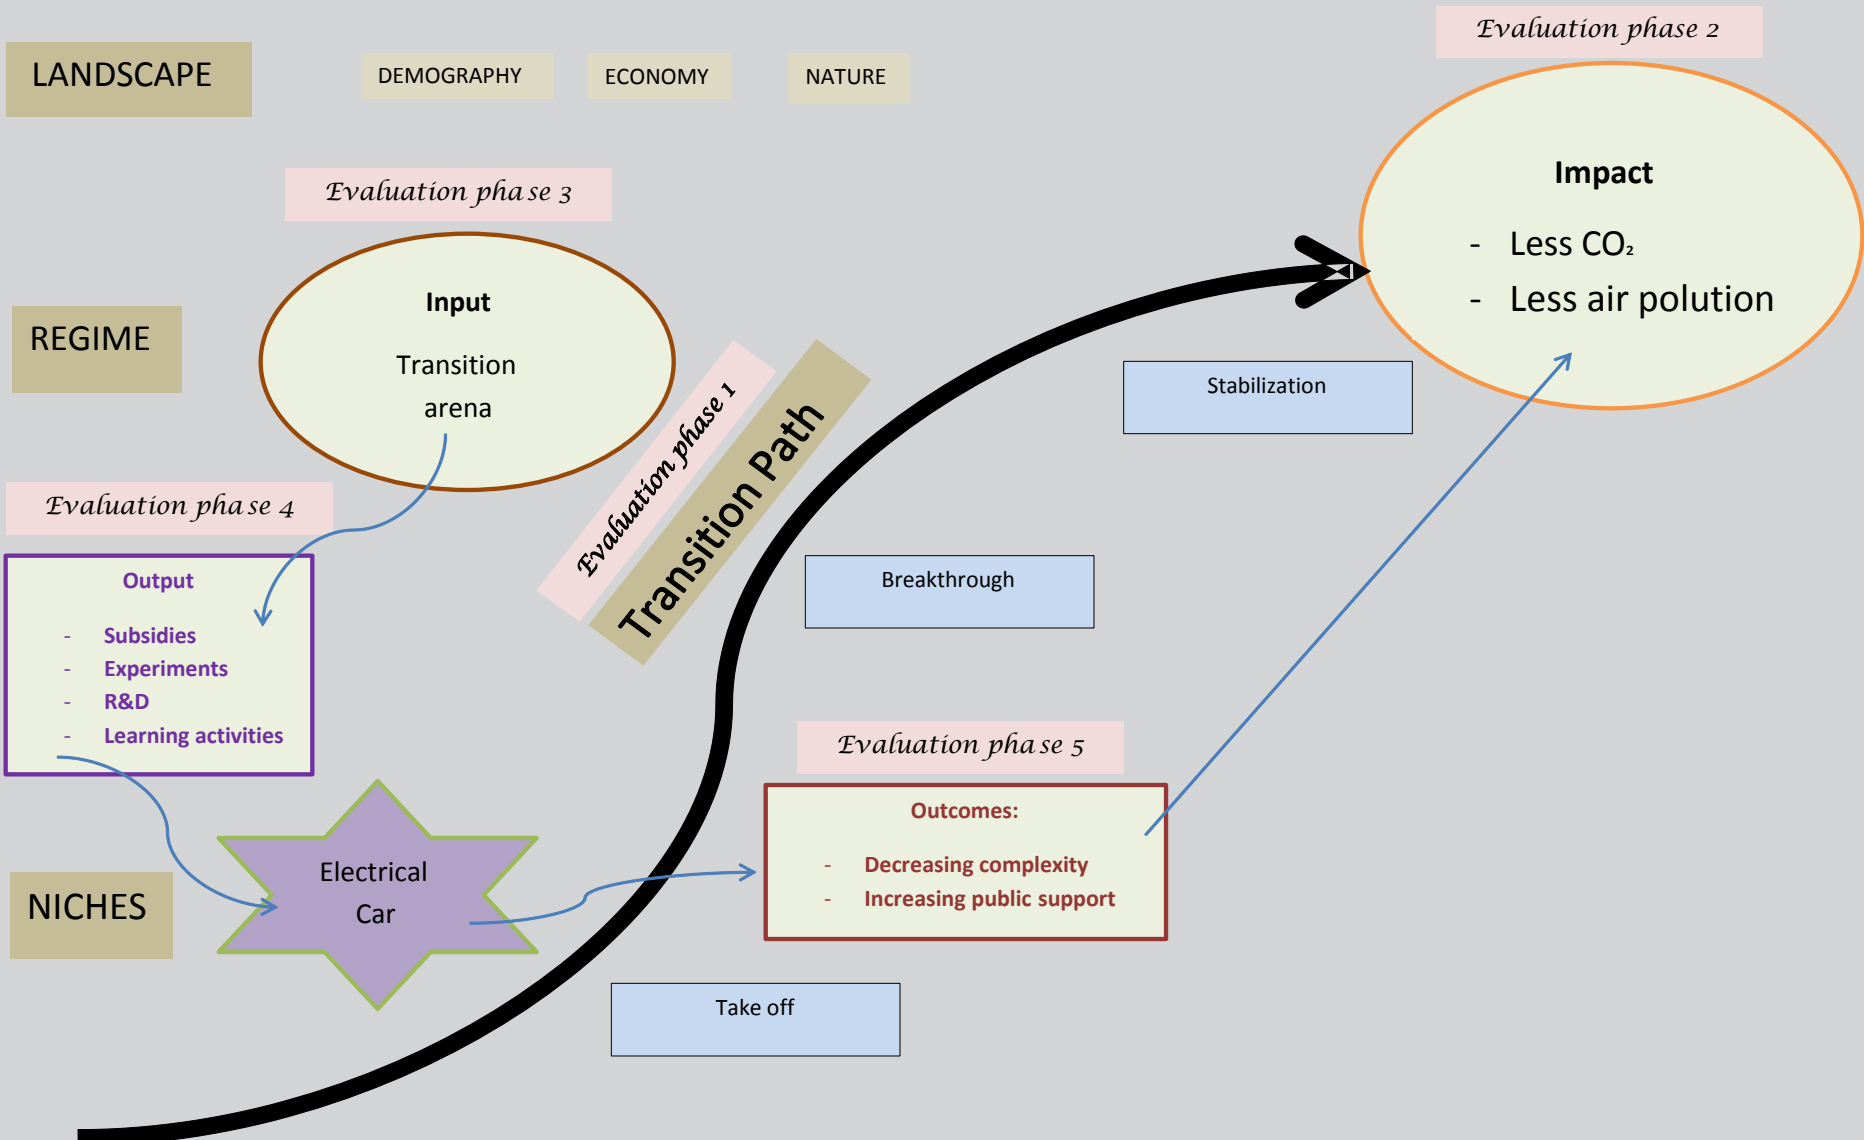 Evaluation phase 2
LANDSCAPE
DEMOGRAPHY
ECONOMY
NATURE
Impact
- Less CO₂
- Less air polution
Evaluation phase 3
Input
Transition
arena
REGIME
Evaluation phase 1
Transition Path
Stabilization
Evaluation phase 4
Output
- Subsidies
- Experiments
- R&D
- Learning activities
Breakthrough
Evaluation phase 5
Outcomes:
- Decreasing complexity
- Increasing public support
Electrical
Car
NICHES
Take off